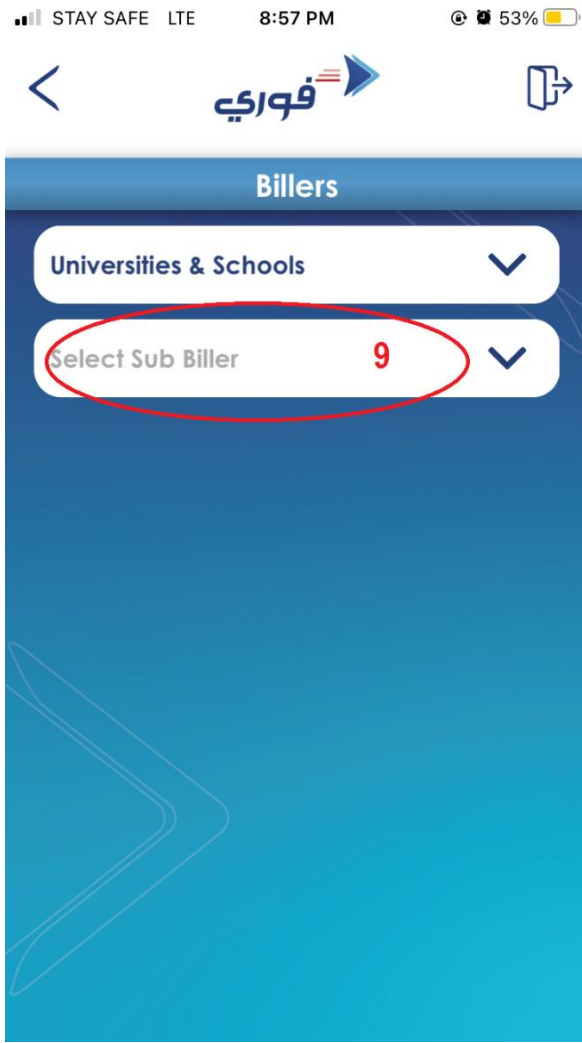 STAY SAFE LTE 8:57 PM 53%
فوري
Billers
Universities & Schools
Select Sub Biller 9